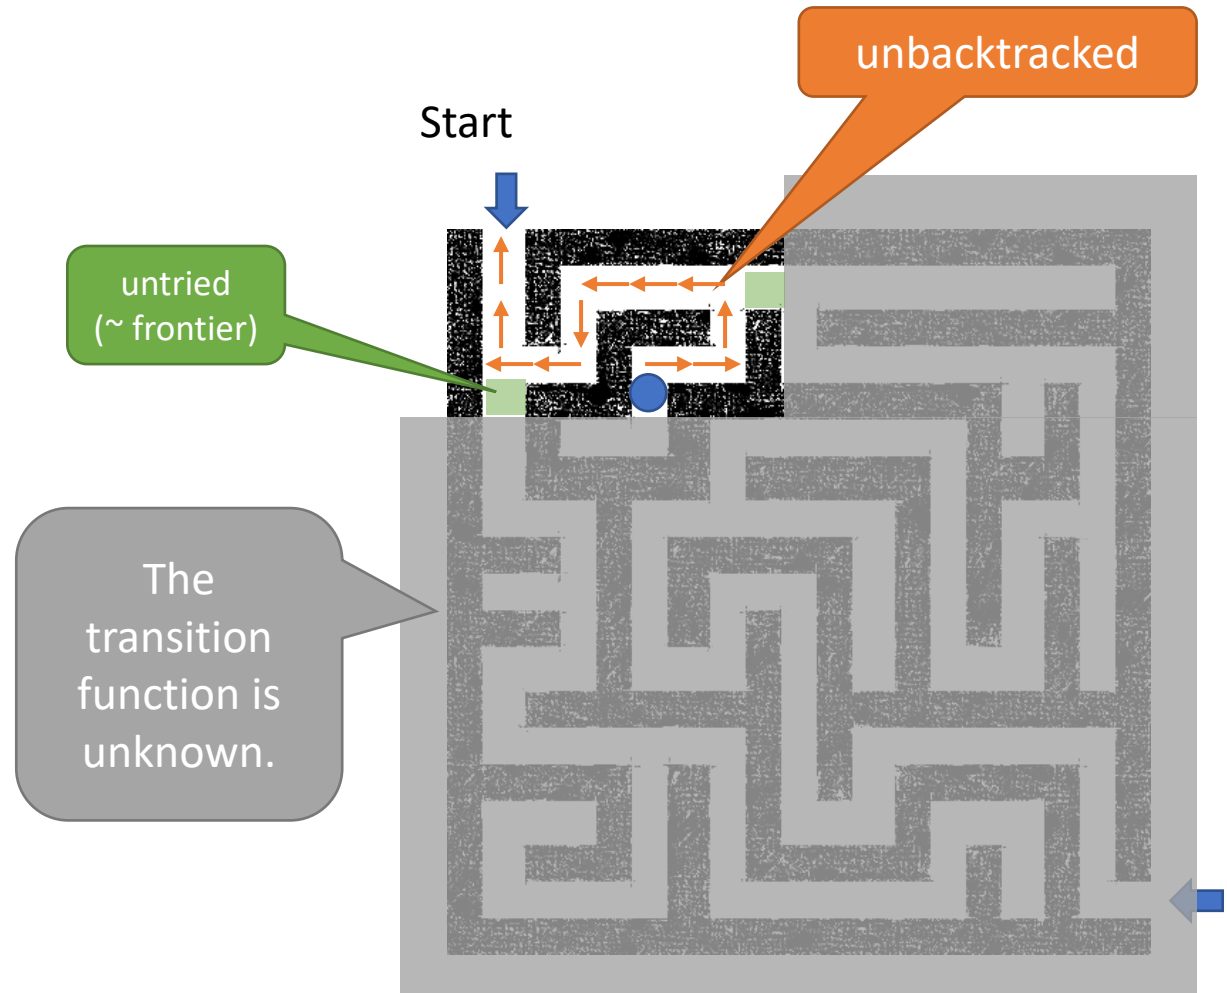 unbacktracked
Start
untried
(~ frontier)
The
transition
function is
unknown.